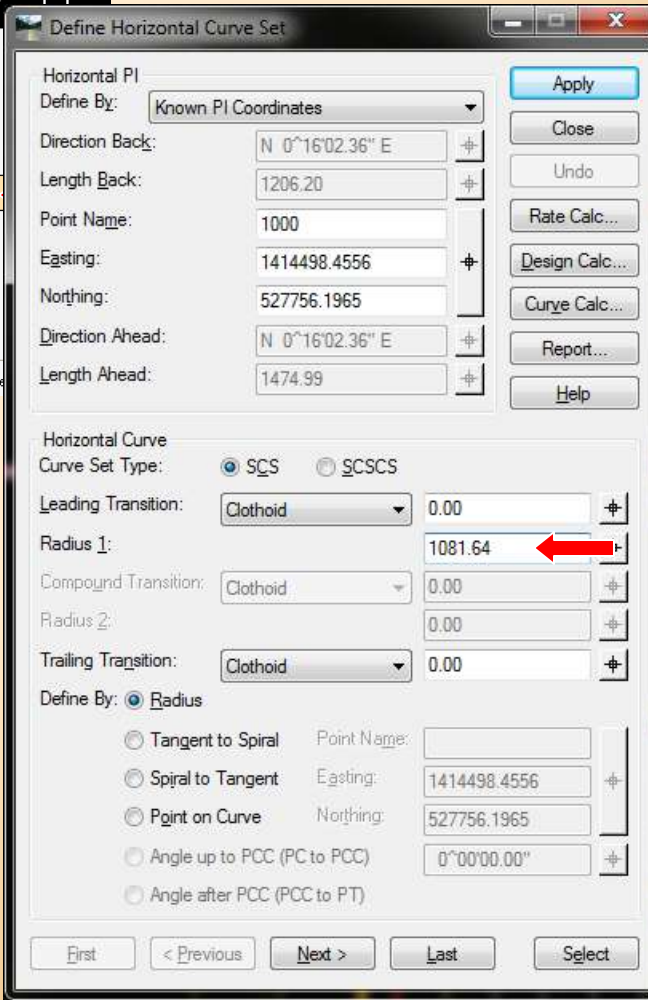 Define Horizontal Curve Set
Horizontal PI
Define By: Known PI Coordinates
Apply
Direction Back: N 0^16'02.36" E
Close
Length Back: 1206.20
Undo
Point Name: 1000
Rate Calc...
Easting: 1414498.4556
Design Calc...
Northing: 527756.1965
Curve Calc...
Direction Ahead: N 0^16'02.36" E
Report...
Length Ahead: 1474.99
Help
Horizontal Curve
Curve Set Type: SCS SCSCS
Leading Transition: Clothoid 0.00
Radius 1: 1081.64
Compound Transition: Clothoid 0.00
Radius 2: 0.00
Trailing Transition: Clothoid 0.00
Define By: Radius
Tangent to Spiral Point Name:
Spiral to Tangent Easting: 1414498.4556
Point on Curve Northing: 527756.1965
Angle up to PCC (PC to PCC) 0^00'00.00"
Angle after PCC (PCC to PT)
First < Previous Next > Last Select